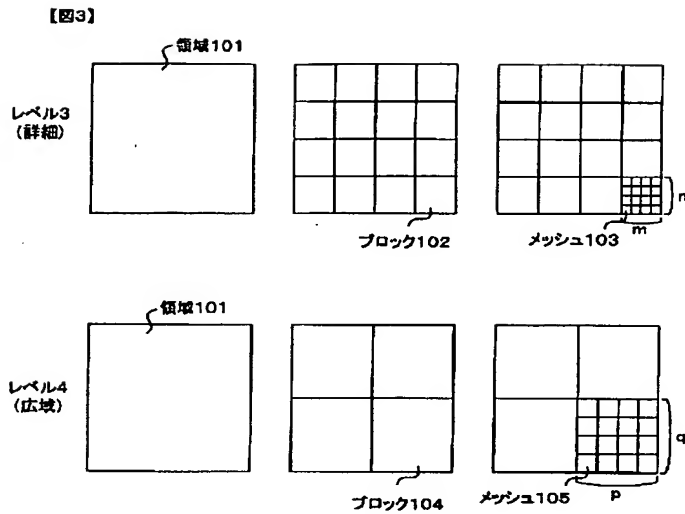 【図3】
領域101
レベル3
(詳細)
n
m
ブロック102
メッシュ103
領域101
レベル4
(広域)
q
p
ブロック104
メッシュ105